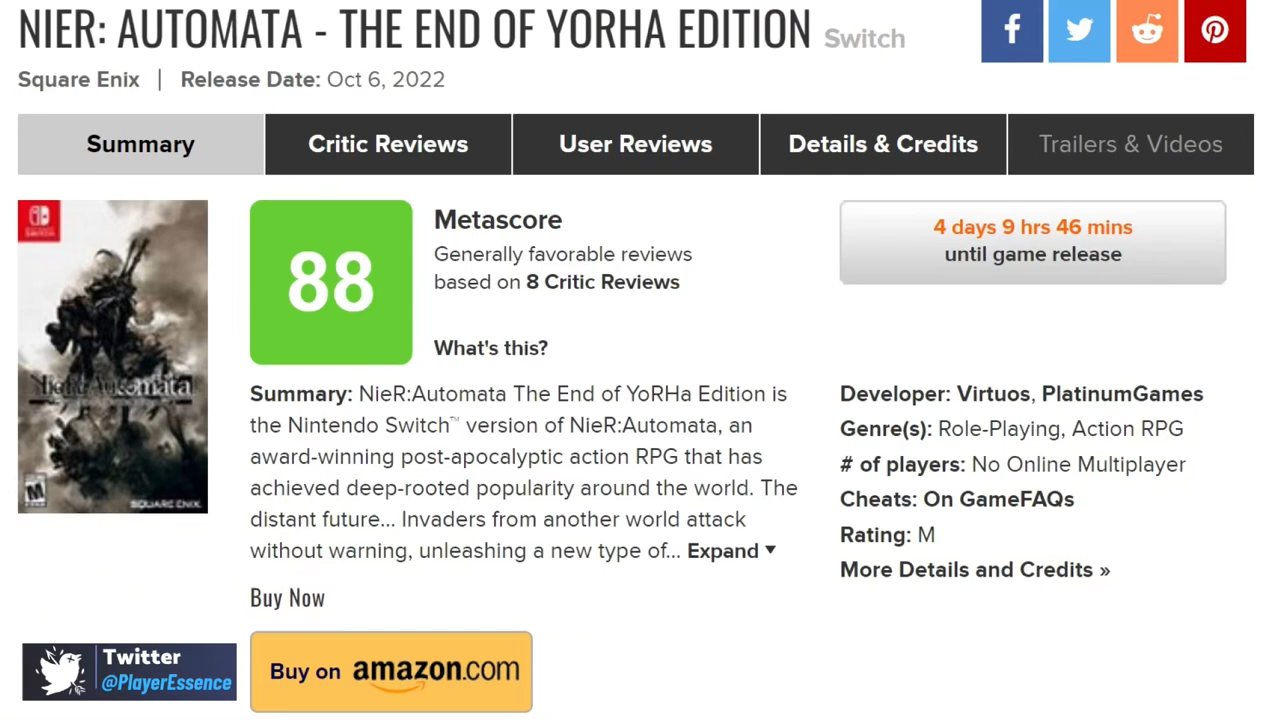 NIER: AUTOMATA - THE END OF YORHA EDITION Switch
Square Enix | Release Date: Oct 6, 2022
Summary
Critic Reviews
User Reviews
Details & Credits
Trailers & Videos
NieR:Automata
M
SQUARE ENIX
88
Metascore
Generally favorable reviews
based on 8 Critic Reviews
What's this?
4 days 9 hrs 46 mins
until game release
Summary: NieR:Automata The End of YoRHa Edition is
the Nintendo Switch™ version of NieR:Automata, an
award-winning post-apocalyptic action RPG that has
achieved deep-rooted popularity around the world. The
distant future... Invaders from another world attack
without warning, unleashing a new type of... Expand ▼
Developer: Virtuos, PlatinumGames
Genre(s): Role-Playing, Action RPG
# of players: No Online Multiplayer
Cheats: On GameFAQs
Rating: M
More Details and Credits »
Buy Now
Buy on amazon.com
Twitter
@PlayerEssence